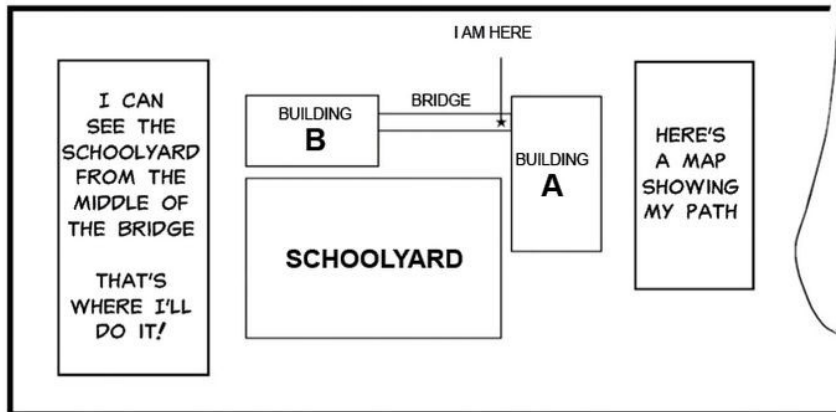 I CAN
SEE THE
SCHOOLYARD
FROM THE
MIDDLE OF
THE BRIDGE
THAT'S
WHERE I'LL
DO IT!
I AM HERE
BRIDGE
BUILDING
B
BUILDING
A
SCHOOLYARD
HERE'S
A MAP
SHOWING
MY PATH